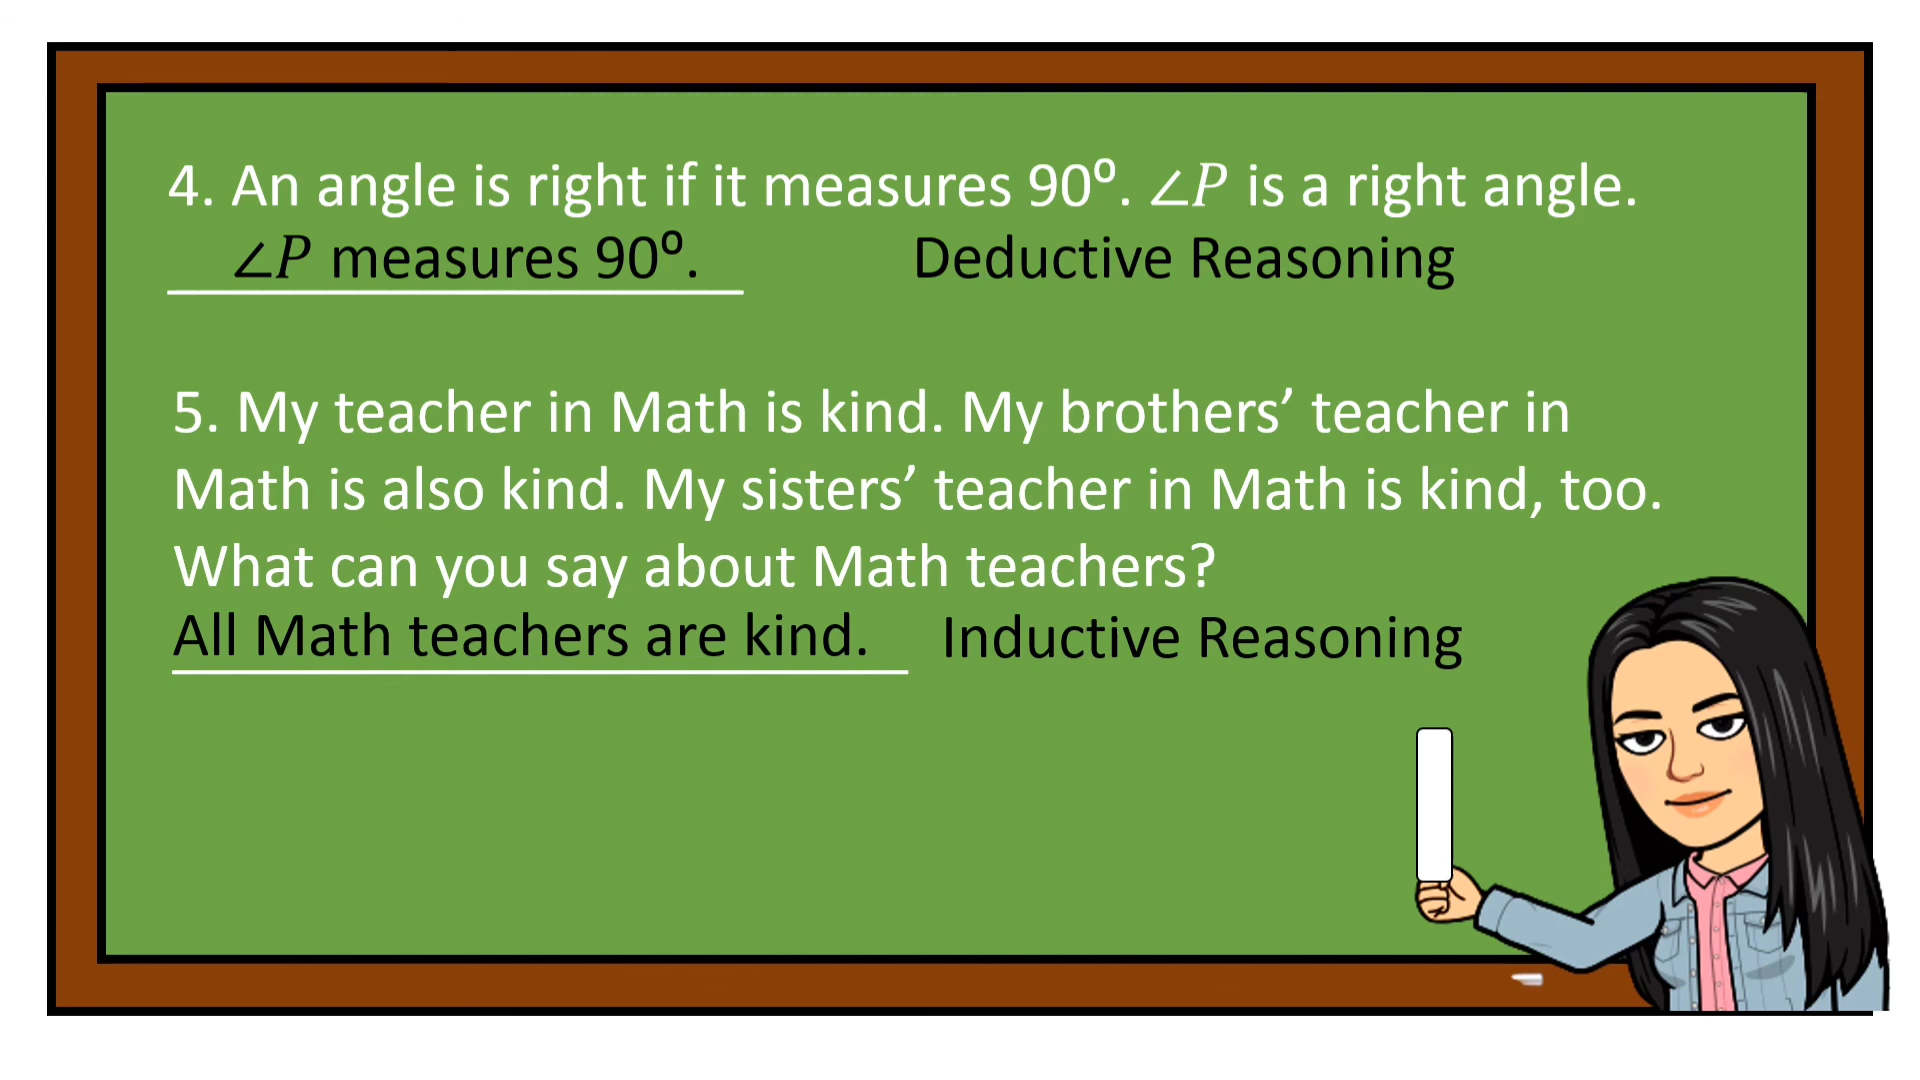 4. An angle is right if it measures 90⁰. ∠𝑃 is a right angle.
∠𝑃 measures 90⁰. Deductive Reasoning
5. My teacher in Math is kind. My brothers’ teacher in
Math is also kind. My sisters’ teacher in Math is kind, too.
What can you say about Math teachers?
All Math teachers are kind. Inductive Reasoning